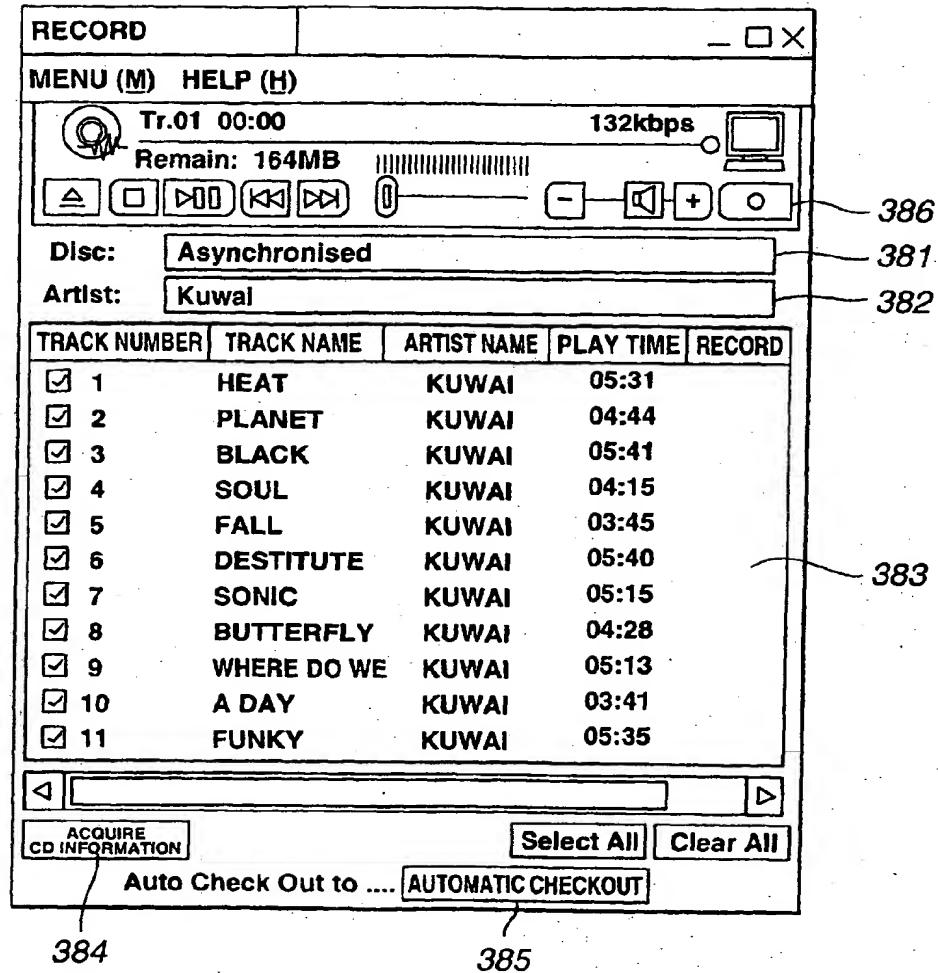 RECORD
MENU (M) HELP (H)
Tr.01 00:00 132kbps
Remain: 164MB
386
Disc: Asynchronised 381
Artist: Kuwai 382
TRACK NUMBER TRACK NAME ARTIST NAME PLAY TIME RECORD
1 HEAT KUWAI 05:31
2 PLANET KUWAI 04:44
3 BLACK KUWAI 05:41
4 SOUL KUWAI 04:15
5 FALL KUWAI 03:45
6 DESTITUTE KUWAI 05:40
383
7 SONIC KUWAI 05:15
8 BUTTERFLY KUWAI 04:28
9 WHERE DO WE KUWAI 05:13
10 A DAY KUWAI 03:41
11 FUNKY KUWAI 05:35
ACQUIRE
CD INFORMATION
Select All Clear All
Auto Check Out to .... AUTOMATIC CHECKOUT
384
385